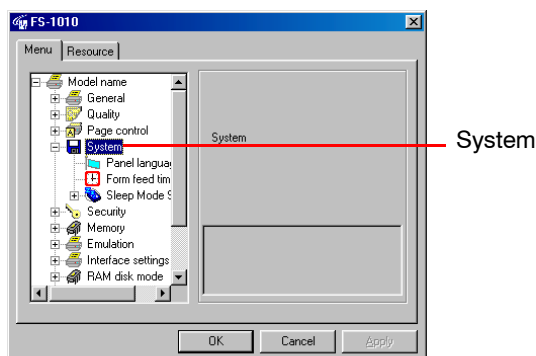 FS-1010
Menu
Resource
Model name
General
Quality
Page control
System
Panel languag
Form feed tim
Sleep Mode S
Security
Memory
Emulation
Interface settings
RAM disk mode
System
OK
Cancel
Apply
System